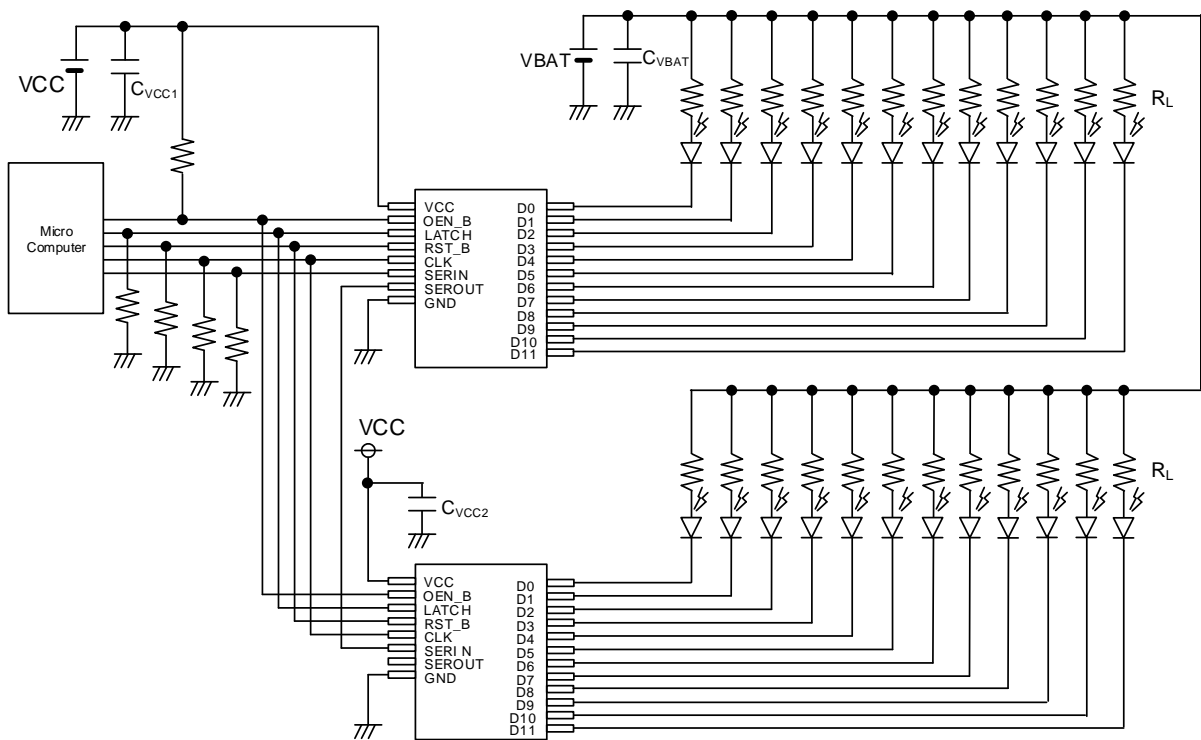 VCC
C_VCC1
VBAT
C_VBAT
R_L
Micro
Computer
VCC
OEN_B
LATCH
RST_B
CLK
SERIN
SEROUT
GND
D0
D1
D2
D3
D4
D5
D6
D7
D8
D9
D10
D11
VCC
C_VCC2
R_L
VCC
OEN_B
LATCH
RST_B
CLK
SERIN
SEROUT
GND
D0
D1
D2
D3
D4
D5
D6
D7
D8
D9
D10
D11